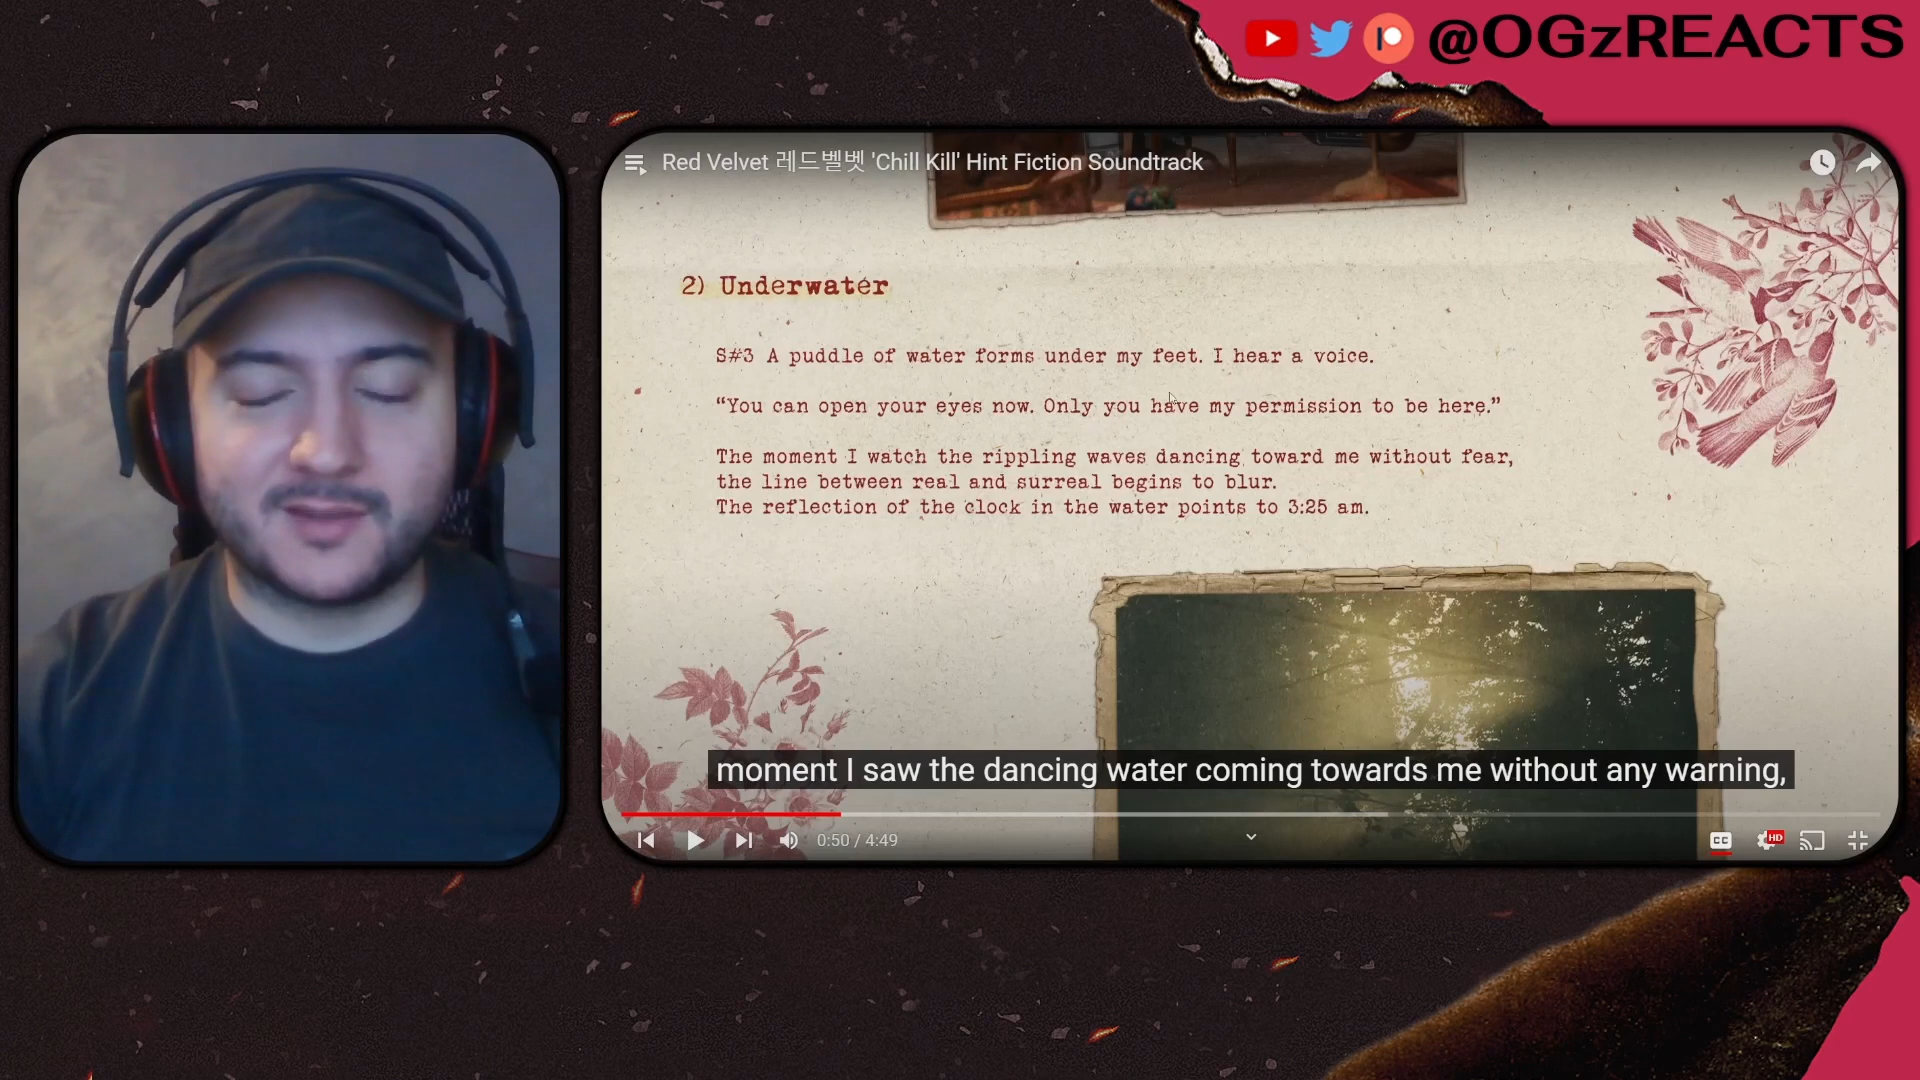 @OGzREACTS
Red Velvet 레드벨벳 'Chill Kill' Hint Fiction Soundtrack
2) Underwater
S#3 A puddle of water forms under my feet. I hear a voice.
“You can open your eyes now. Only you have my permission to be here.”
The moment I watch the rippling waves dancing toward me without fear,
the line between real and surreal begins to blur.
The reflection of the clock in the water points to 3:25 am.
moment I saw the dancing water coming towards me without any warning,
0:50 / 4:49
CC
HD